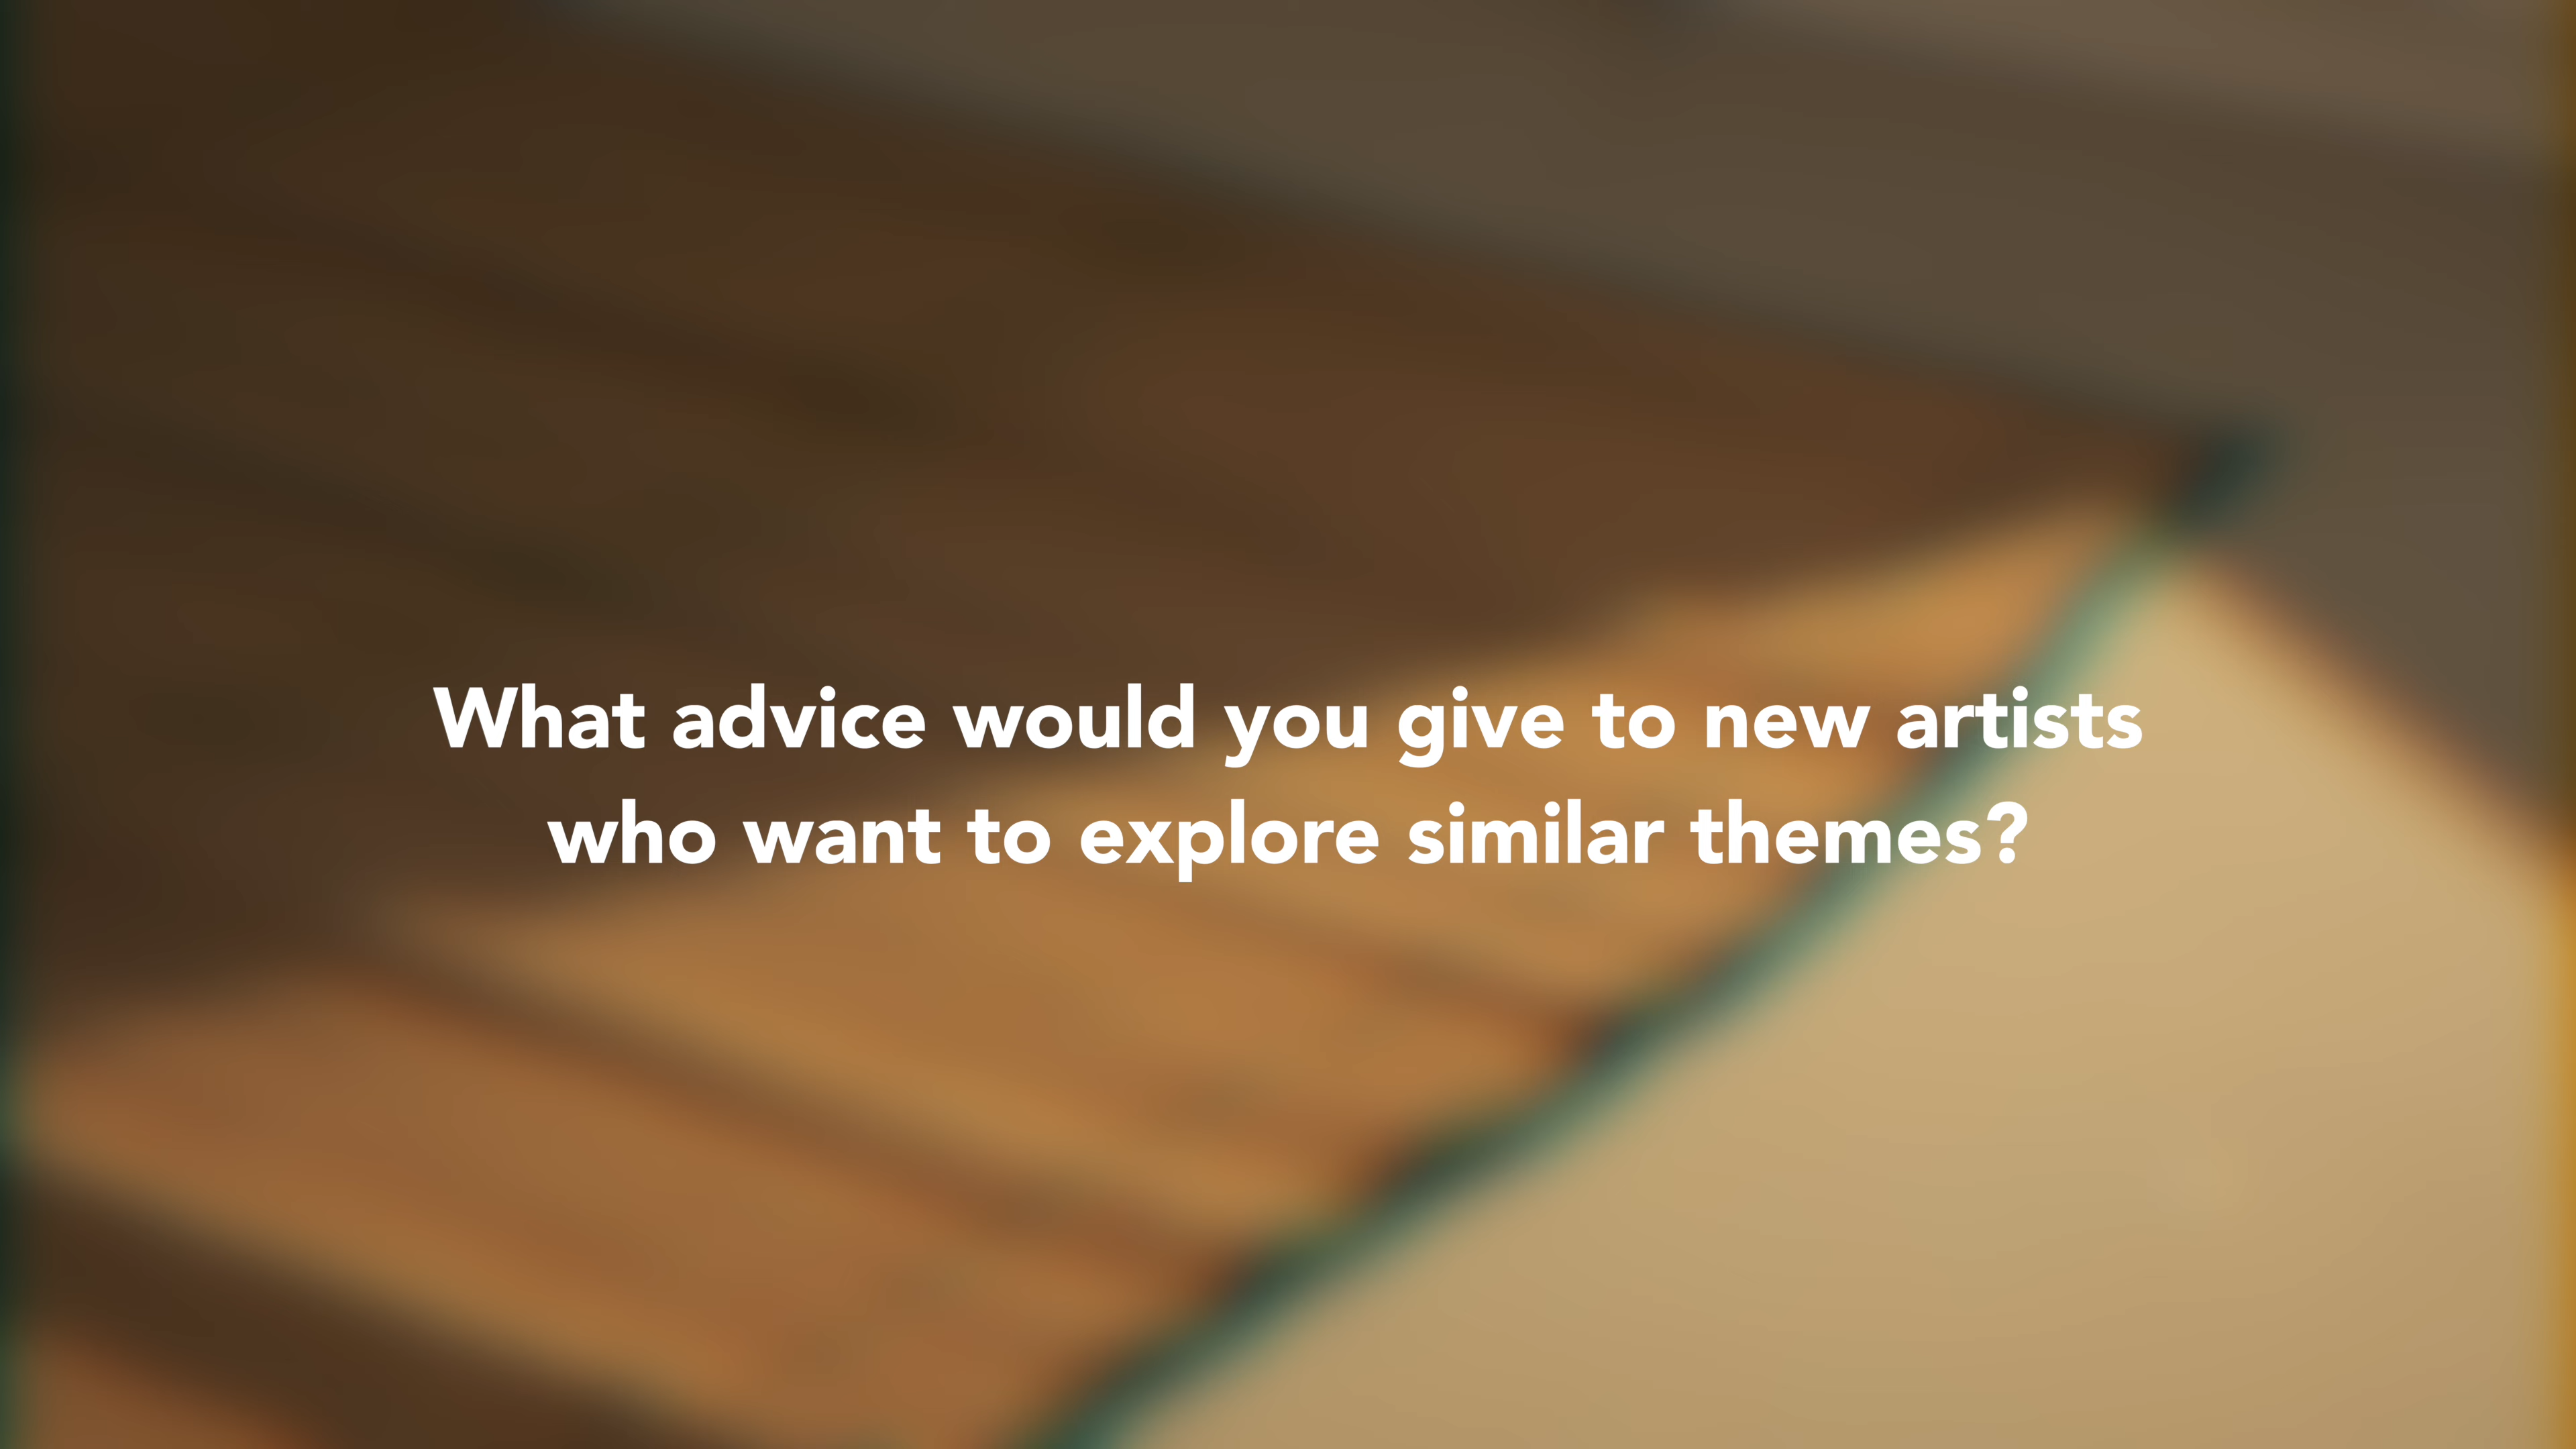 What advice would you give to new artists
who want to explore similar themes?